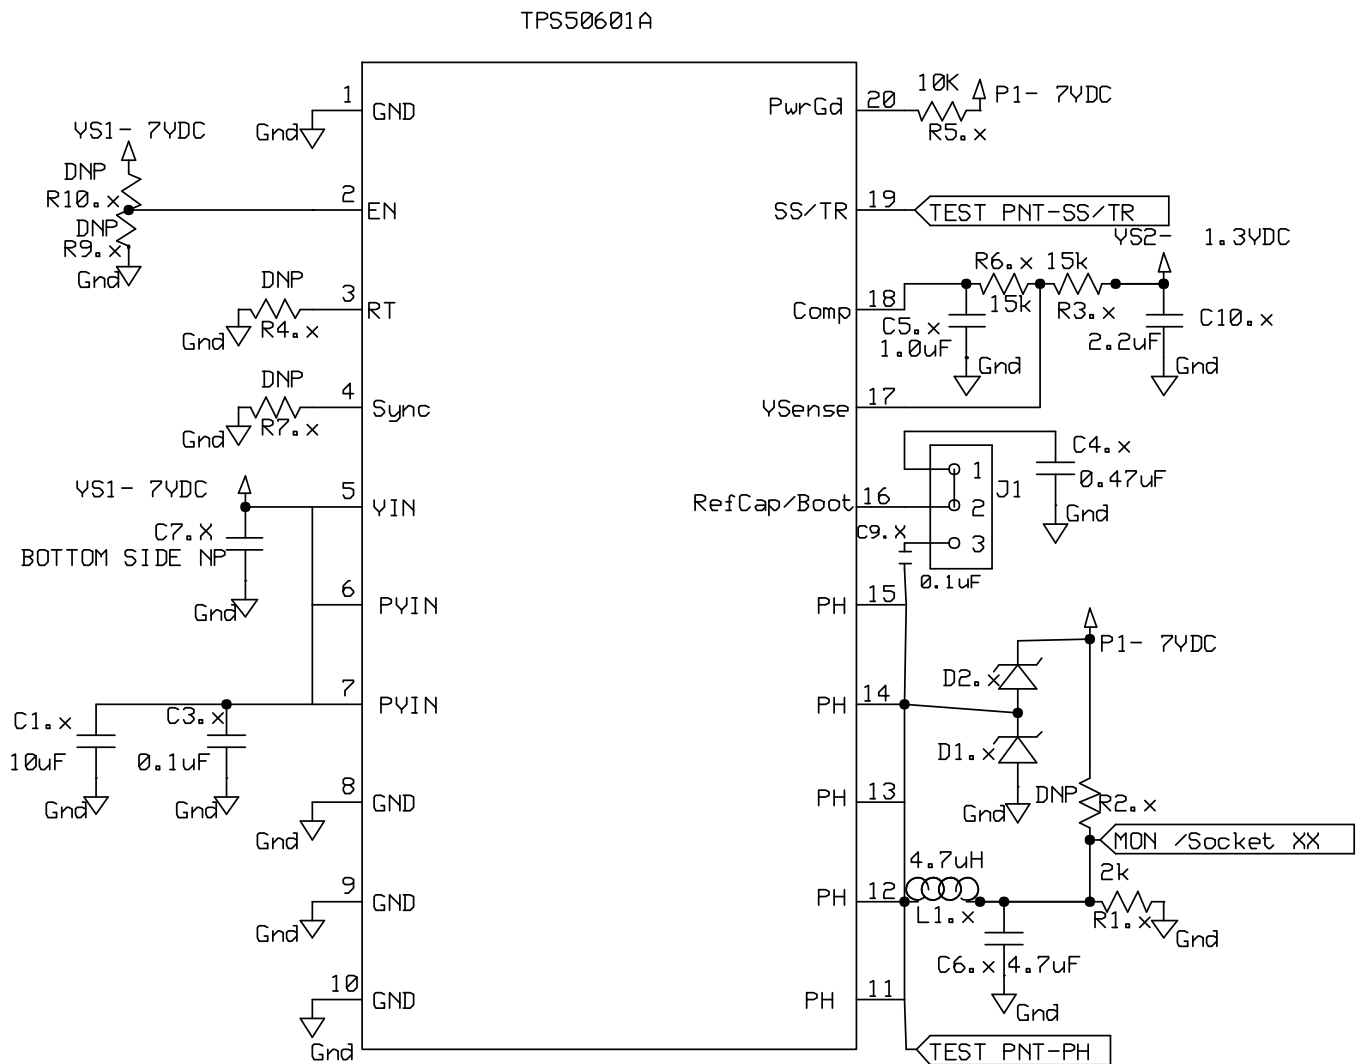 TPS50601A
1
GND
Gnd
VS1- 7VDC
DNP
R10.x
DNP
R9.x
Gnd
2
EN
DNP
3
RT
Gnd
R4.x
DNP
4
Sync
Gnd
R7.x
VS1- 7VDC
5
VIN
C7.X
BOTTOM SIDE NP
Gnd
6
PVIN
7
PVIN
C1.x
10uF
Gnd
C3.x
0.1uF
Gnd
8
GND
Gnd
9
GND
Gnd
10
GND
Gnd
PwrGd
20
10K
R5.x
P1- 7VDC
SS/TR
19
TEST PNT-SS/TR
VS2- 1.3VDC
Comp
18
R6.x
15k
15k
R3.x
C5.x
1.0uF
Gnd
2.2uF
C10.x
Gnd
VSense
17
C4.x
0.47uF
Gnd
J1
1
2
3
RefCap/Boot
16
C9.X
0.1uF
PH
15
P1- 7VDC
D2.x
PH
14
D1.x
Gnd
PH
13
DNP
R2.x
MON /Socket XX
4.7uH
PH
12
L1.x
2k
R1.x
Gnd
C6.x
4.7uF
Gnd
PH
11
TEST PNT-PH